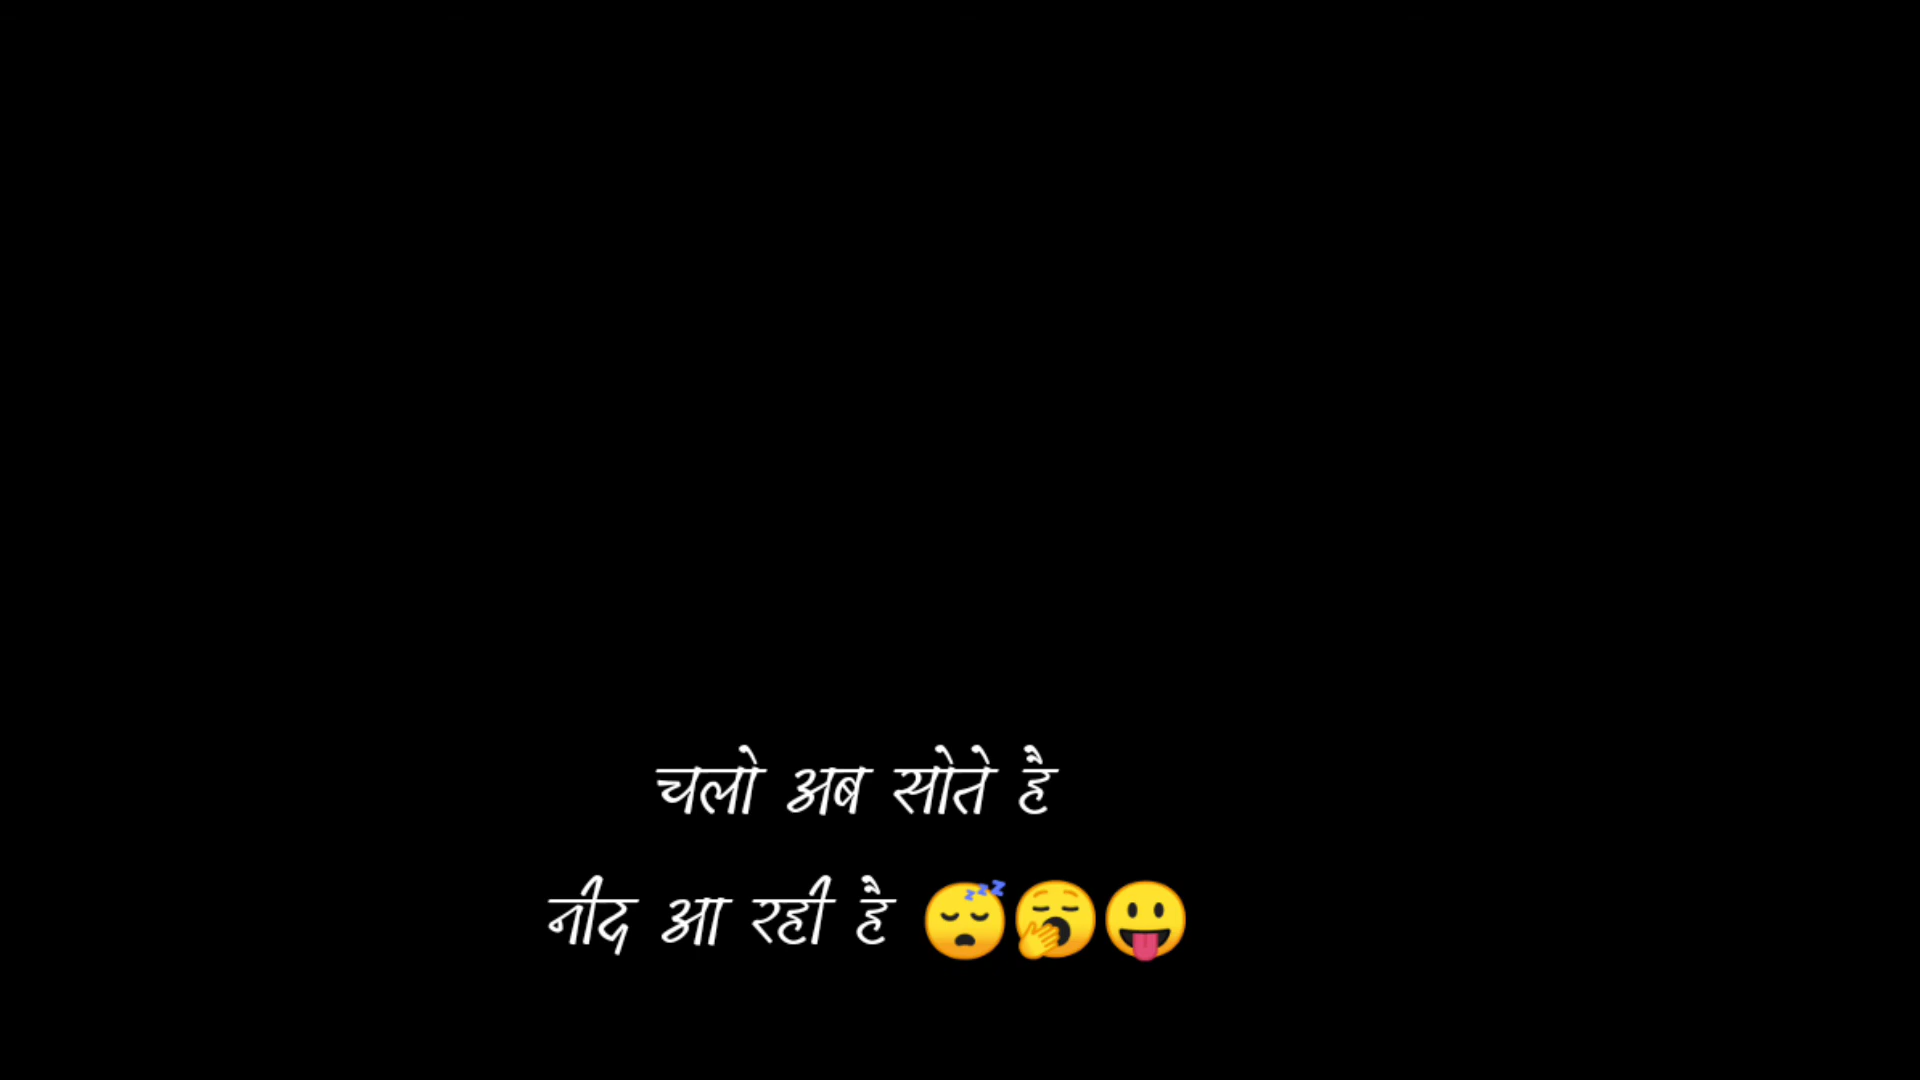 चलो अब सोते है
नीद आ रही है 😴🥱😛